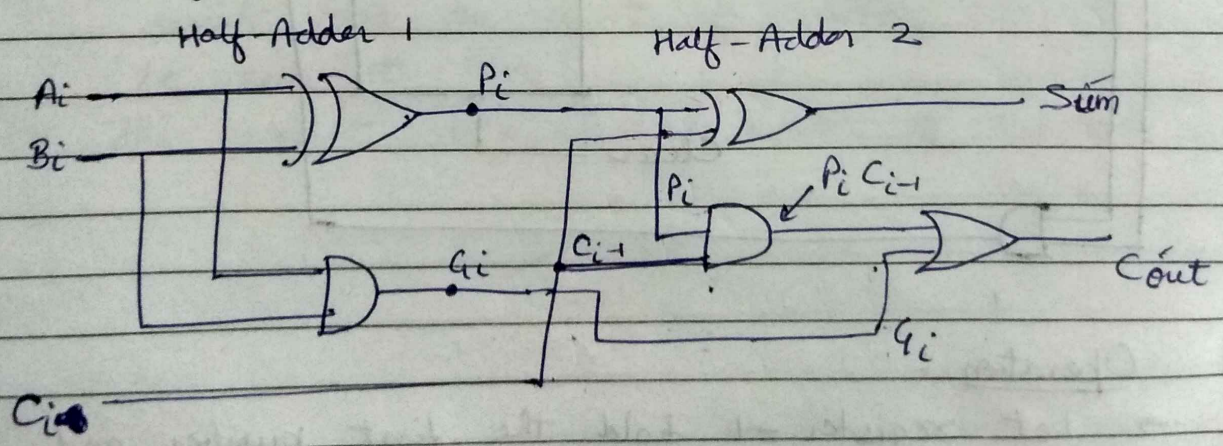 Half-Adder 1
Half-Adder 2
Ai
Pi
Sum
Bi
Pi
Pi Ci-1
Ci-1
Gi
Cout
Gi
Ci